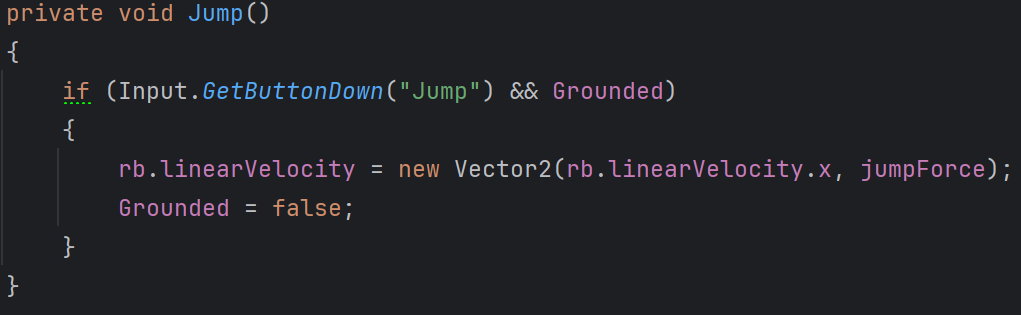 private void Jump()
{
    if (Input.GetButtonDown("Jump") && Grounded)
    {
        rb.linearVelocity = new Vector2(rb.linearVelocity.x, jumpForce);
        Grounded = false;
    }
}